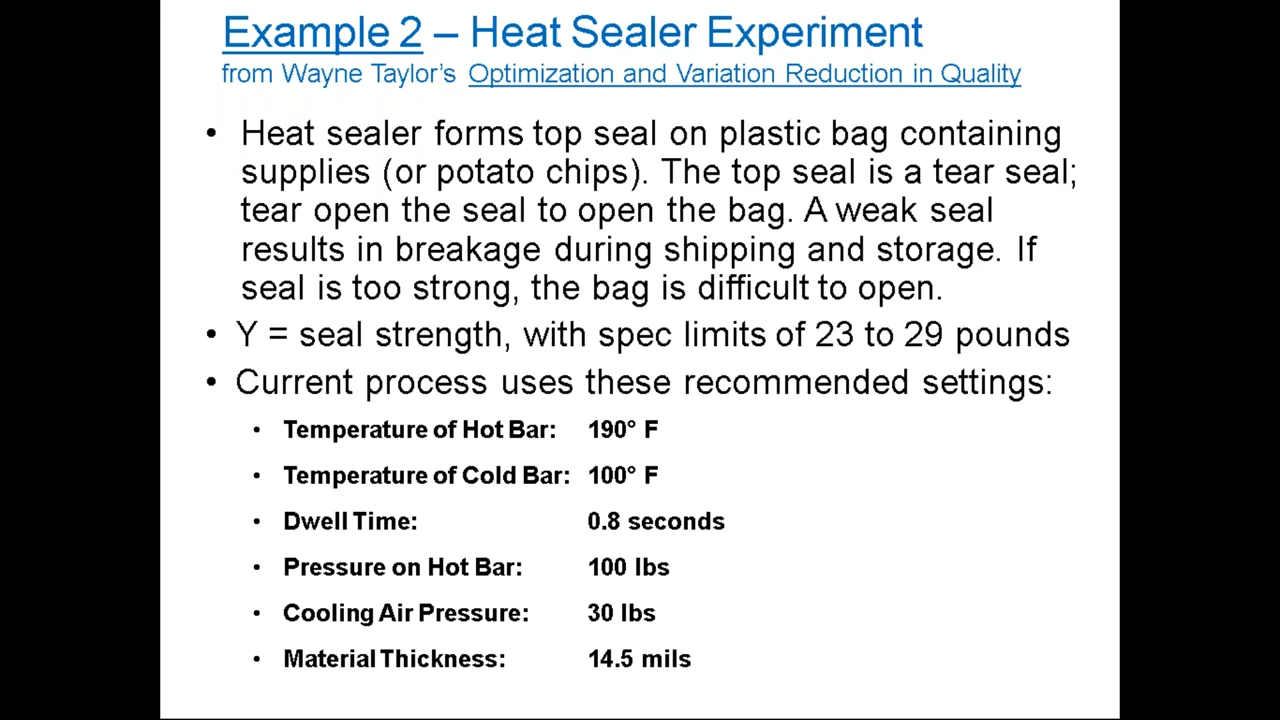 Example 2 – Heat Sealer Experiment
from Wayne Taylor's Optimization and Variation Reduction in Quality
• Heat sealer forms top seal on plastic bag containing
supplies (or potato chips). The top seal is a tear seal;
tear open the seal to open the bag. A weak seal
results in breakage during shipping and storage. If
seal is too strong, the bag is difficult to open.
• Y = seal strength, with spec limits of 23 to 29 pounds
• Current process uses these recommended settings:
• Temperature of Hot Bar: 190° F
• Temperature of Cold Bar: 100° F
• Dwell Time: 0.8 seconds
• Pressure on Hot Bar: 100 lbs
• Cooling Air Pressure: 30 lbs
• Material Thickness: 14.5 mils